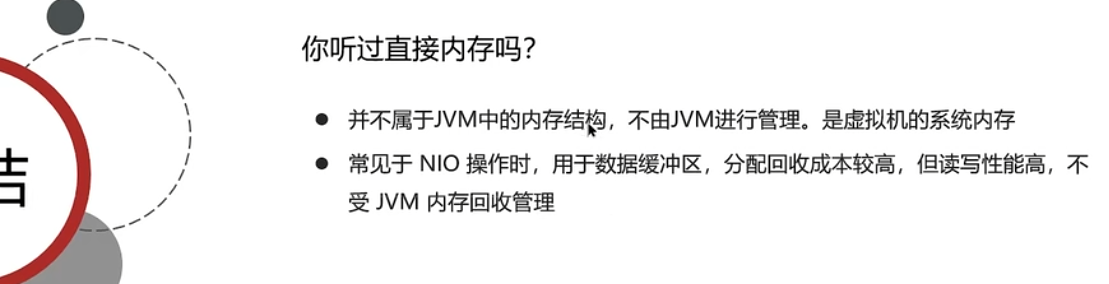 你听过直接内存吗？
并不属于JVM中的内存结构，不由JVM进行管理。是虚拟机的系统内存
常见于 NIO 操作时，用于数据缓冲区，分配回收成本较高，但读写性能高，不
受 JVM 内存回收管理